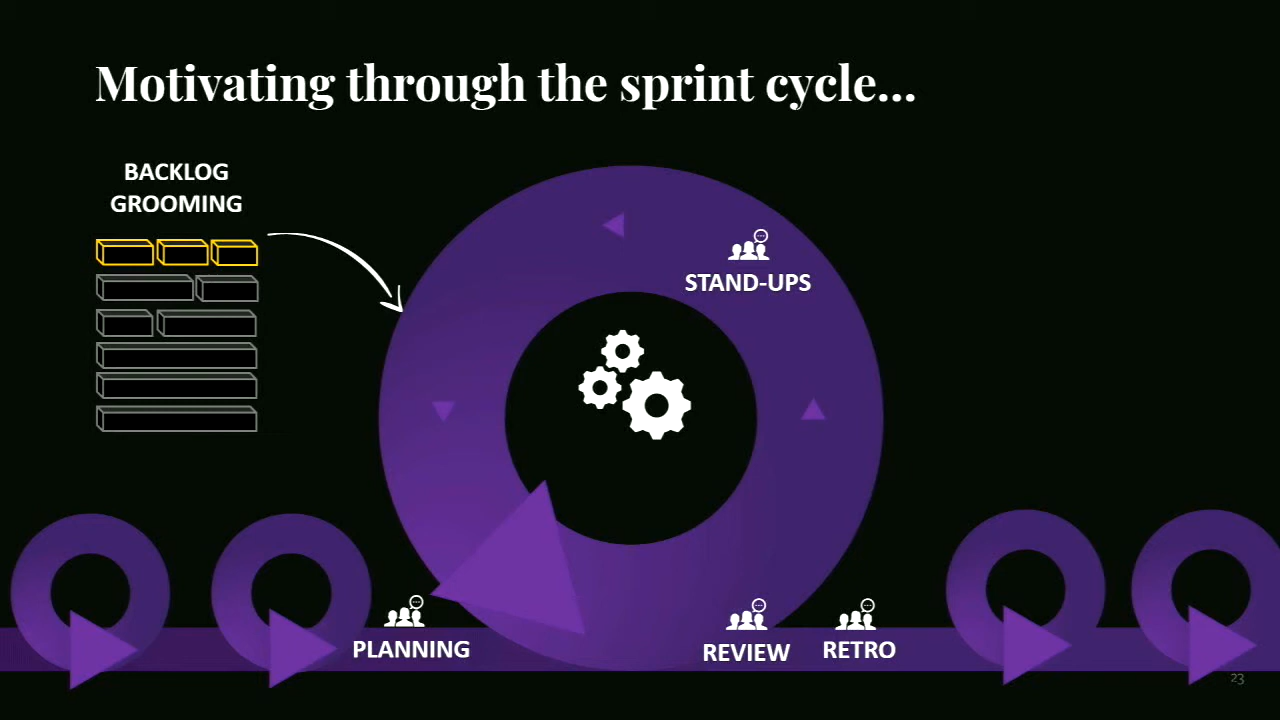 Motivating through the sprint cycle...
BACKLOG
GROOMING
STAND-UPS
PLANNING
REVIEW
RETRO
23